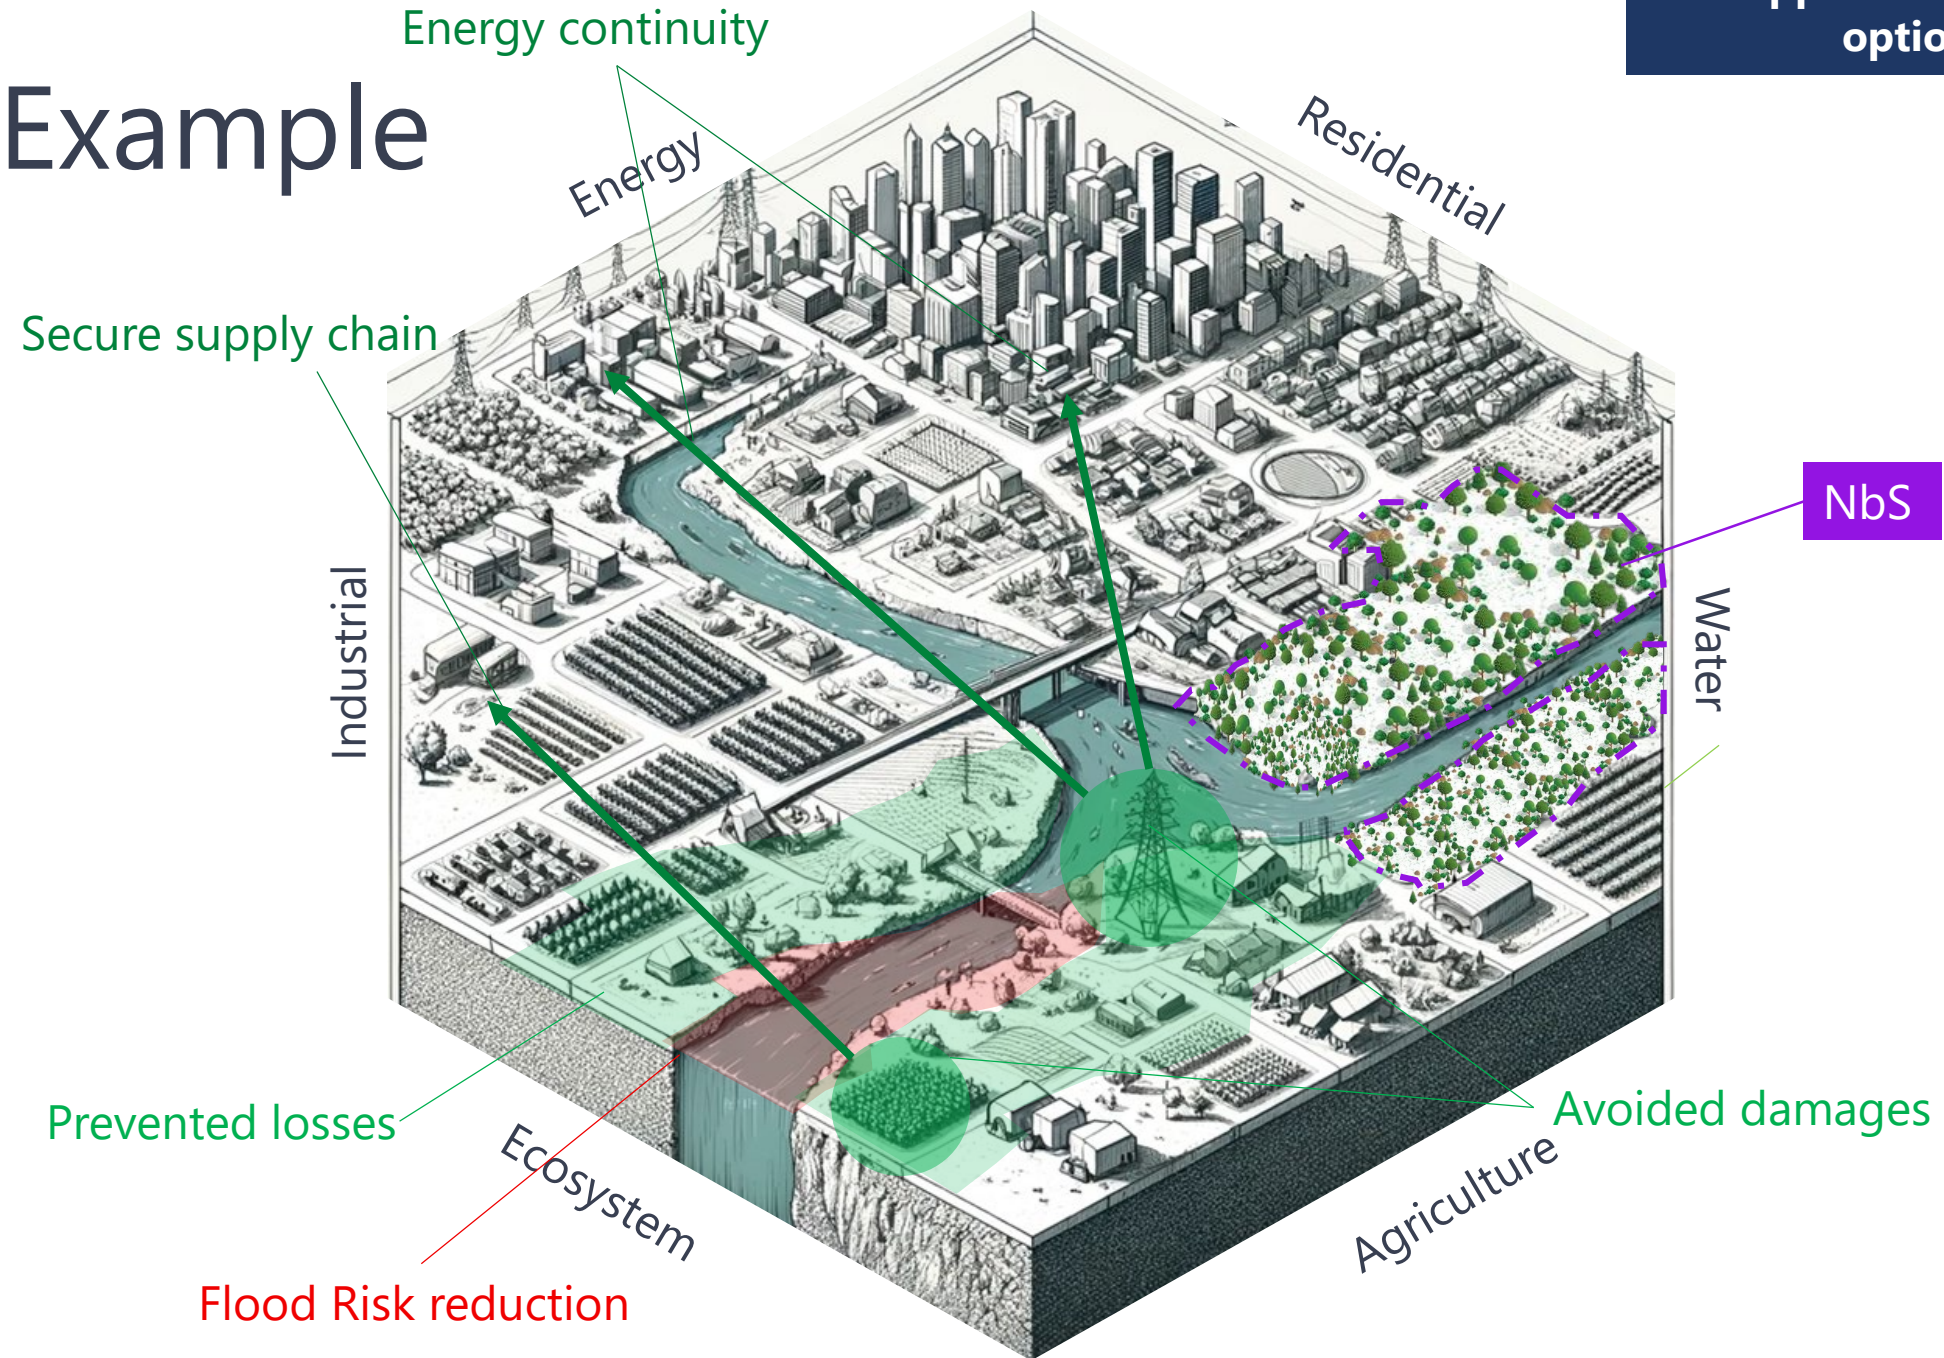 Energy continuity
optio
Example
Energy
Residential
Secure supply chain
NbS
Industrial
Water
Prevented losses
Avoided damages
Ecosystem
Agriculture
Flood Risk reduction